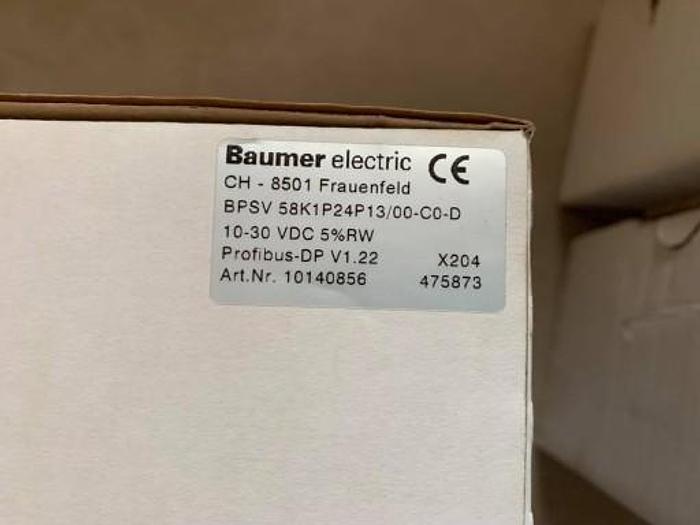 Baumer electric CE
CH - 8501 Frauenfeld
BPSV 58K1P24P13/00-C0-D
10-30 VDC 5%RW
Profibus-DP V1.22 X204
Art.Nr. 10140856 475873